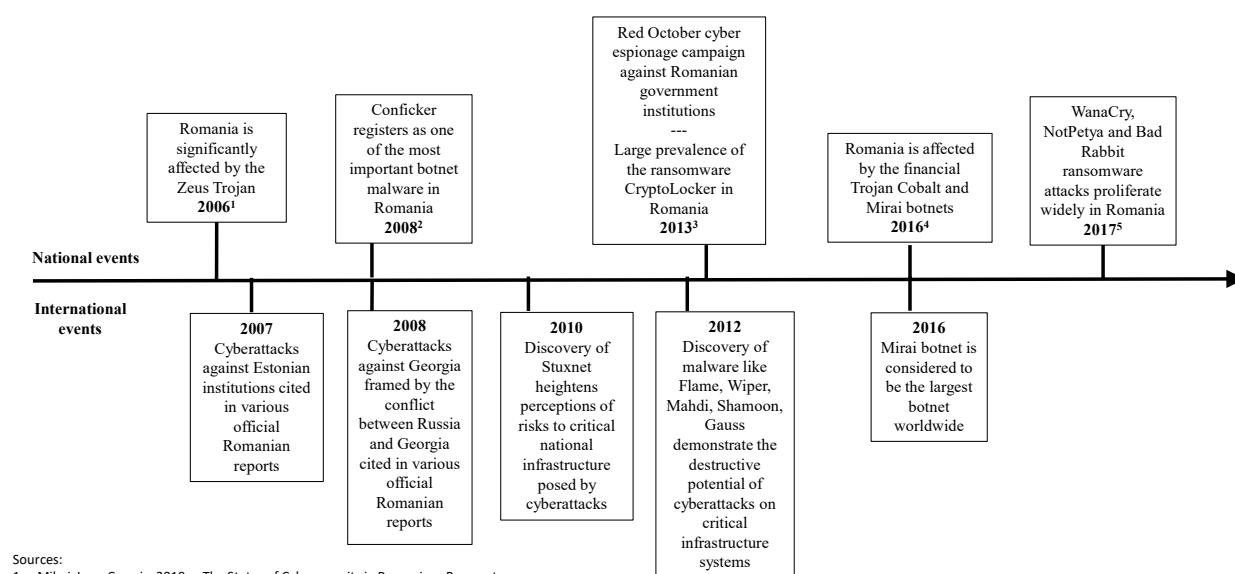 Romania is
significantly
affected by the
Zeus Trojan
2006¹
Conficker
registers as one
of the most
important botnet
malware in
Romania
2008²
Red October cyber
espionage campaign
against Romanian
government
institutions
---
Large prevalence of
the ransomware
CryptoLocker in
Romania
2013³
Romania is affected
by the financial
Trojan Cobalt and
Mirai botnets
2016⁴
WanaCry,
NotPetya and Bad
Rabbit
ransomware
attacks proliferate
widely in Romania
2017⁵
National events
International
events
2007
Cyberattacks
against Estonian
institutions cited
in various
official
Romanian
reports
2008
Cyberattacks
against Georgia
framed by the
conflict
between Russia
and Georgia
cited in various
official
Romanian
reports
2010
Discovery of
Stuxnet
heightens
perceptions of
risks to critical
national
infrastructure
posed by
cyberattacks
2012
Discovery of
malware like
Flame, Wiper,
Mahdi, Shamoon,
Gauss
demonstrate the
destructive
potential of
cyberattacks on
critical
infrastructure
systems
2016
Mirai botnet is
considered to
be the largest
botnet
worldwide
Sources: